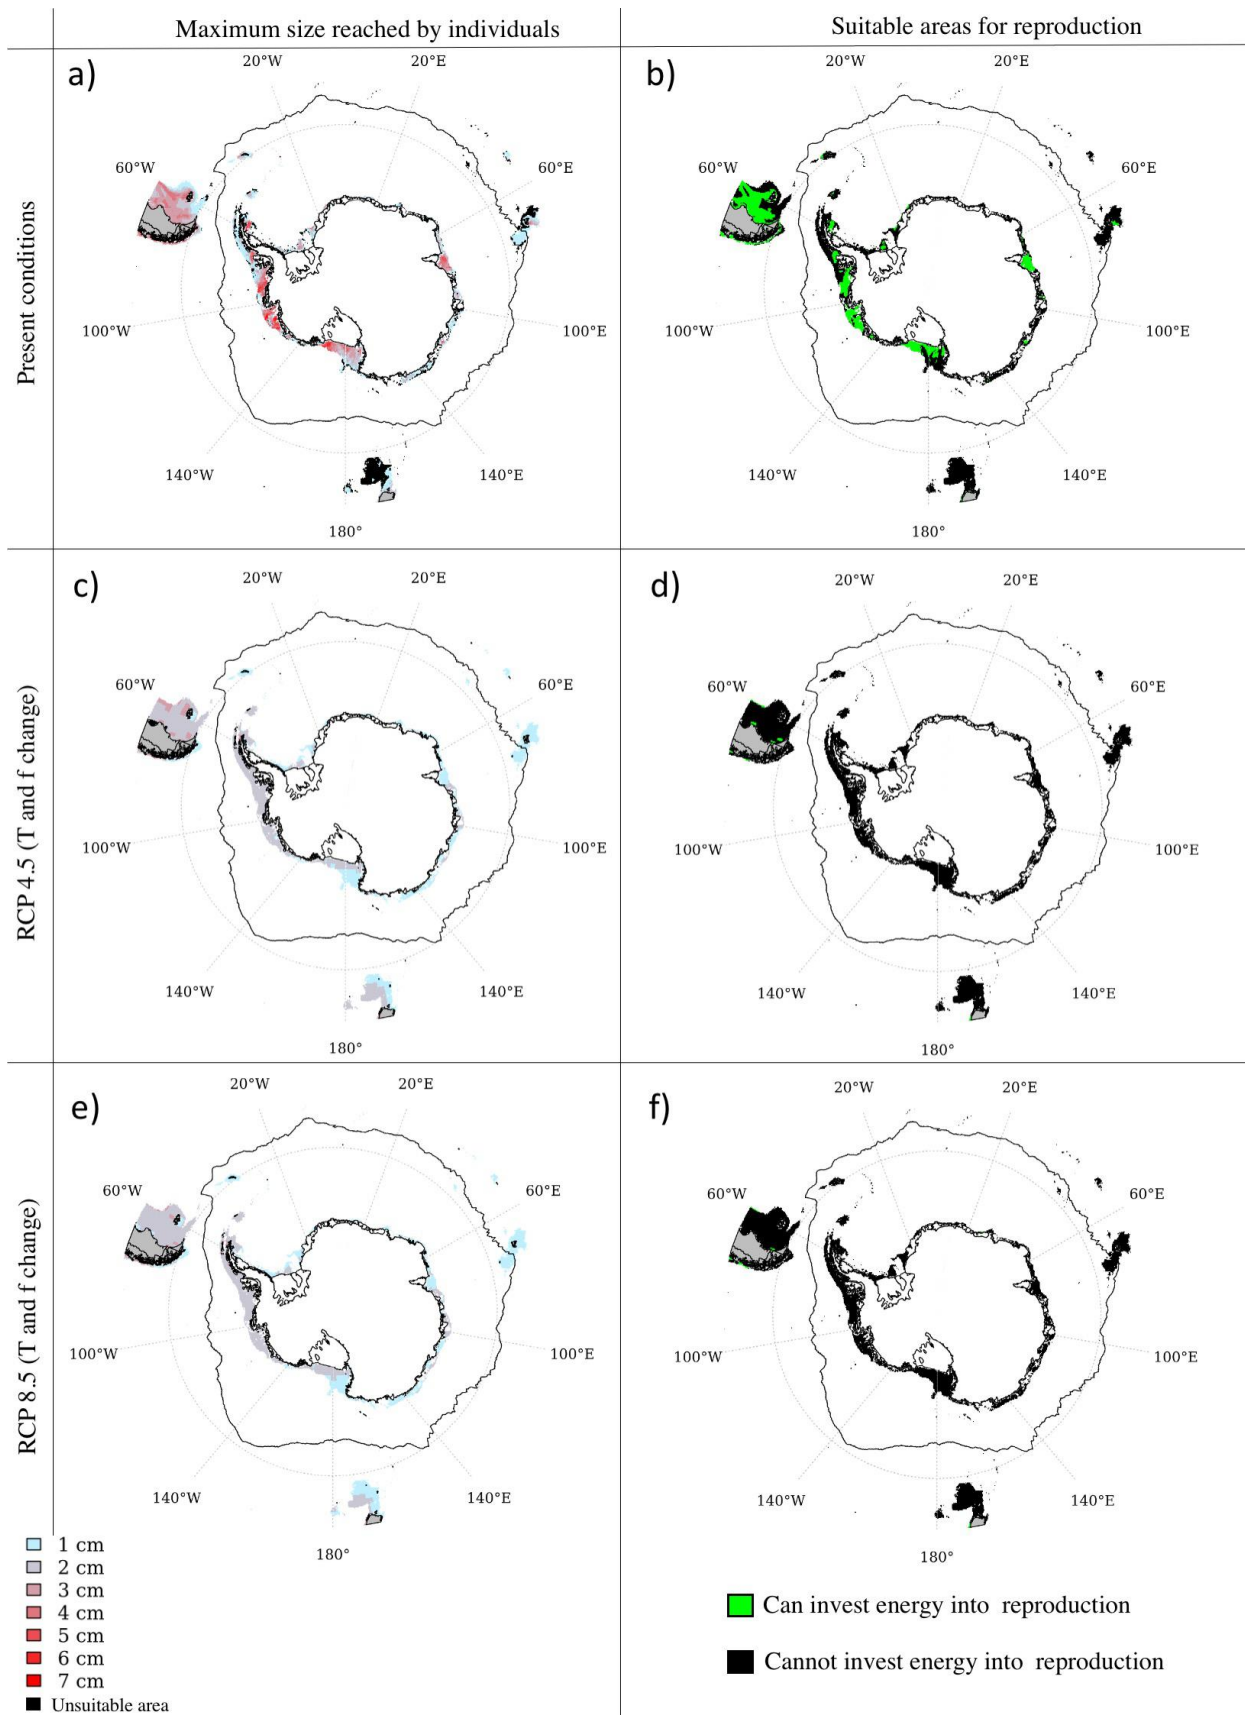 Maximum size reached by individuals
Suitable areas for reproduction
Present conditions
a)
20°W
20°E
60°W
60°E
100°W
100°E
140°W
140°E
180°
b)
20°W
20°E
60°W
60°E
100°W
100°E
140°W
140°E
180°
RCP 4.5 (T and f change)
c)
20°W
20°E
60°W
60°E
100°W
100°E
140°W
140°E
180°
d)
20°W
20°E
60°W
60°E
100°W
100°E
140°W
140°E
180°
RCP 8.5 (T and f change)
e)
20°W
20°E
60°W
60°E
100°W
100°E
140°W
140°E
180°
f)
20°W
20°E
60°W
60°E
100°W
100°E
140°W
140°E
180°
1 cm
2 cm
3 cm
4 cm
5 cm
6 cm
7 cm
Unsuitable area
Can invest energy into reproduction
Cannot invest energy into reproduction